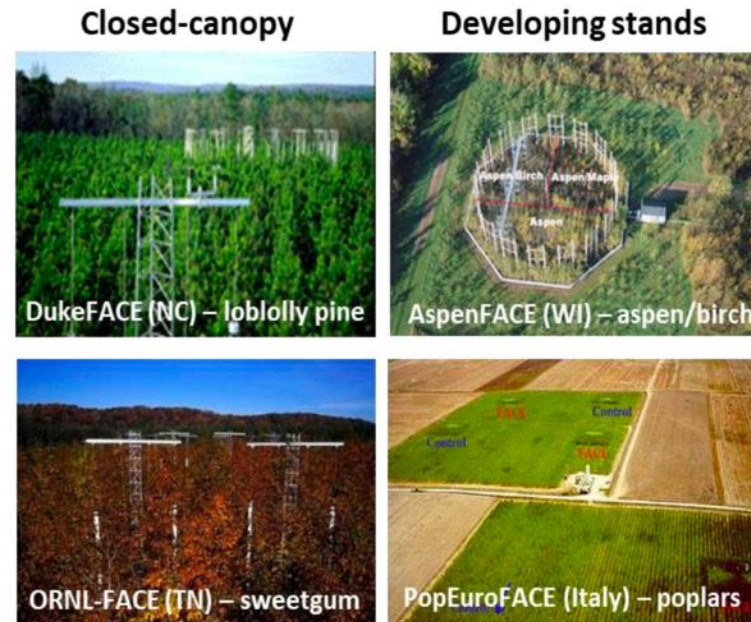 Closed-canopy
Developing stands
DukeFACE (NC) – loblolly pine
Aspen/Birch
Aspen/Maple
Aspen
AspenFACE (WI) – aspen/birch
ORNL-FACE (TN) – sweetgum
FACE
Control
Control
FACE
PopEuroFACE (Italy) – poplars